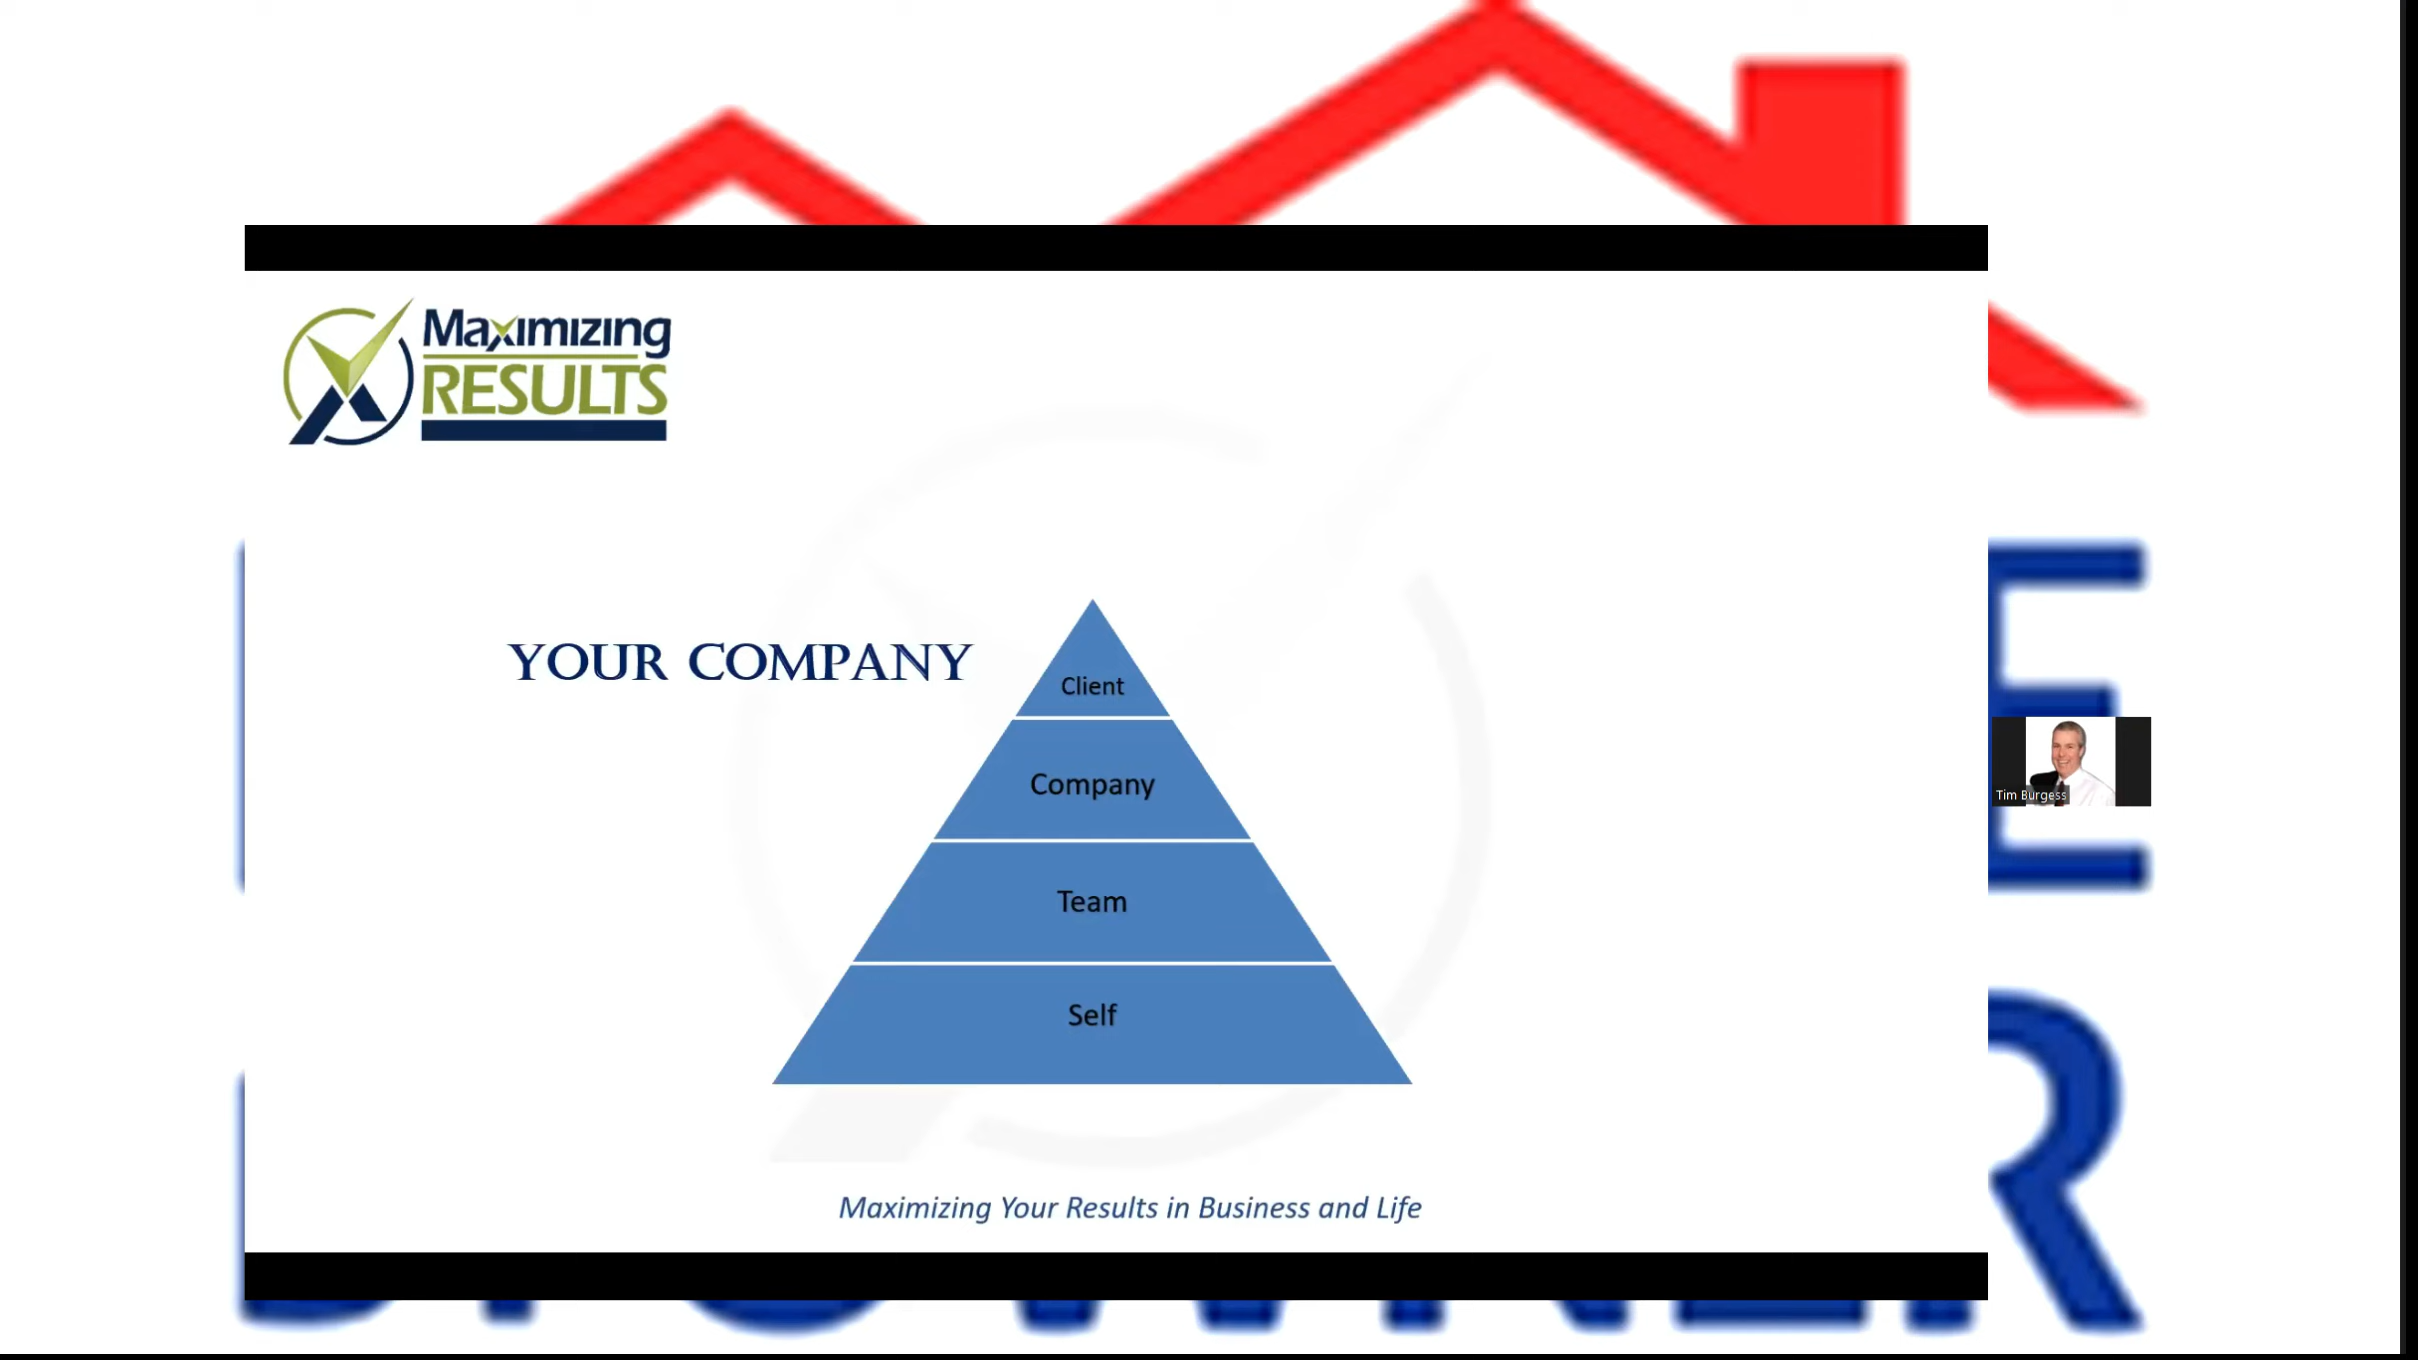 Maximizing
RESULTS
YOUR COMPANY
Client
Company
Team
Self
Tim Burgess
Maximizing Your Results in Business and Life